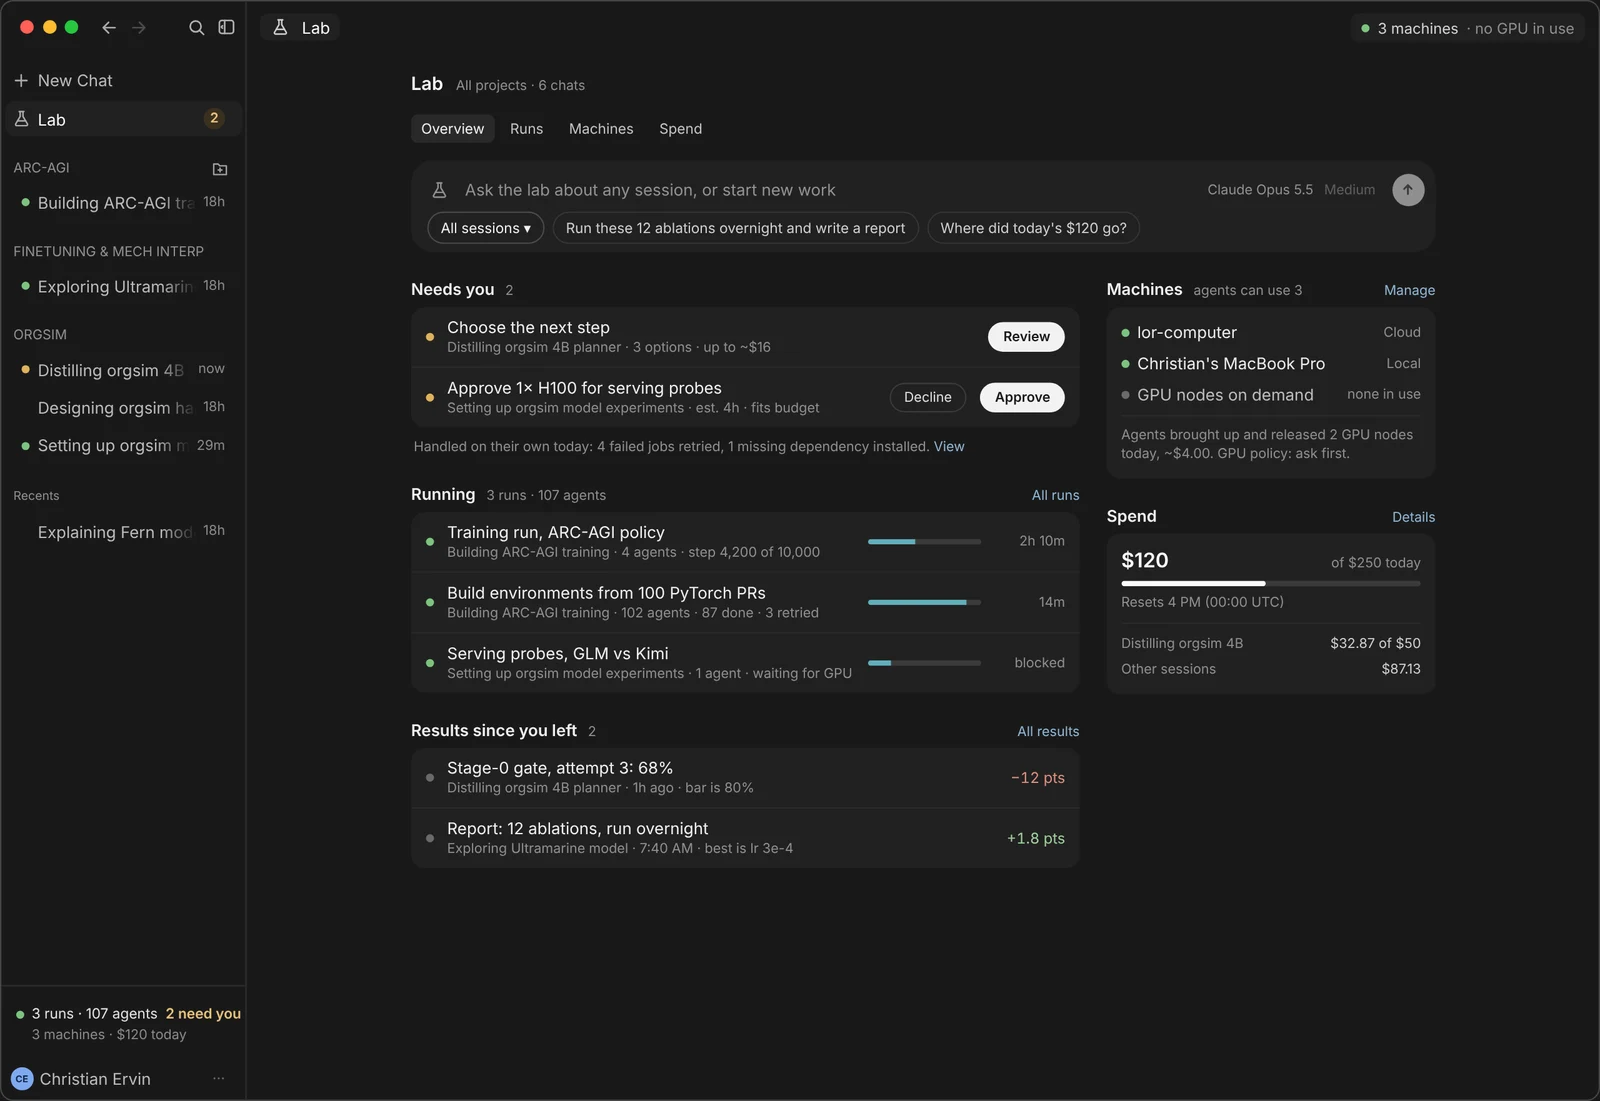 Lab
3 machines · no GPU in use
New Chat
Lab 2
ARC-AGI
Building ARC-AGI tra 18h
FINETUNING & MECH INTERP
Exploring Ultramarin 18h
ORGSIM
Distilling orgsim 4B now
Designing orgsim ha 18h
Setting up orgsim m 29m
Recents
Explaining Fern mod 18h
3 runs · 107 agents 2 need you
3 machines · $120 today
CE Christian Ervin ···
Lab All projects · 6 chats
Overview Runs Machines Spend
Ask the lab about any session, or start new work Claude Opus 5.5 Medium
All sessions ▾ Run these 12 ablations overnight and write a report Where did today's $120 go?
Needs you 2
Choose the next step
Distilling orgsim 4B planner · 3 options · up to ~$16
Review
Approve 1× H100 for serving probes
Setting up orgsim model experiments · est. 4h · fits budget
Decline Approve
Handled on their own today: 4 failed jobs retried, 1 missing dependency installed. View
Running 3 runs · 107 agents All runs
Training run, ARC-AGI policy
Building ARC-AGI training · 4 agents · step 4,200 of 10,000
2h 10m
Build environments from 100 PyTorch PRs
Building ARC-AGI training · 102 agents · 87 done · 3 retried
14m
Serving probes, GLM vs Kimi
Setting up orgsim model experiments · 1 agent · waiting for GPU
blocked
Results since you left 2 All results
Stage-0 gate, attempt 3: 68%
Distilling orgsim 4B planner · 1h ago · bar is 80%
−12 pts
Report: 12 ablations, run overnight
Exploring Ultramarine model · 7:40 AM · best is lr 3e-4
+1.8 pts
Machines agents can use 3 Manage
lor-computer Cloud
Christian's MacBook Pro Local
GPU nodes on demand none in use
Agents brought up and released 2 GPU nodes
today, ~$4.00. GPU policy: ask first.
Spend Details
$120 of $250 today
Resets 4 PM (00:00 UTC)
Distilling orgsim 4B $32.87 of $50
Other sessions $87.13